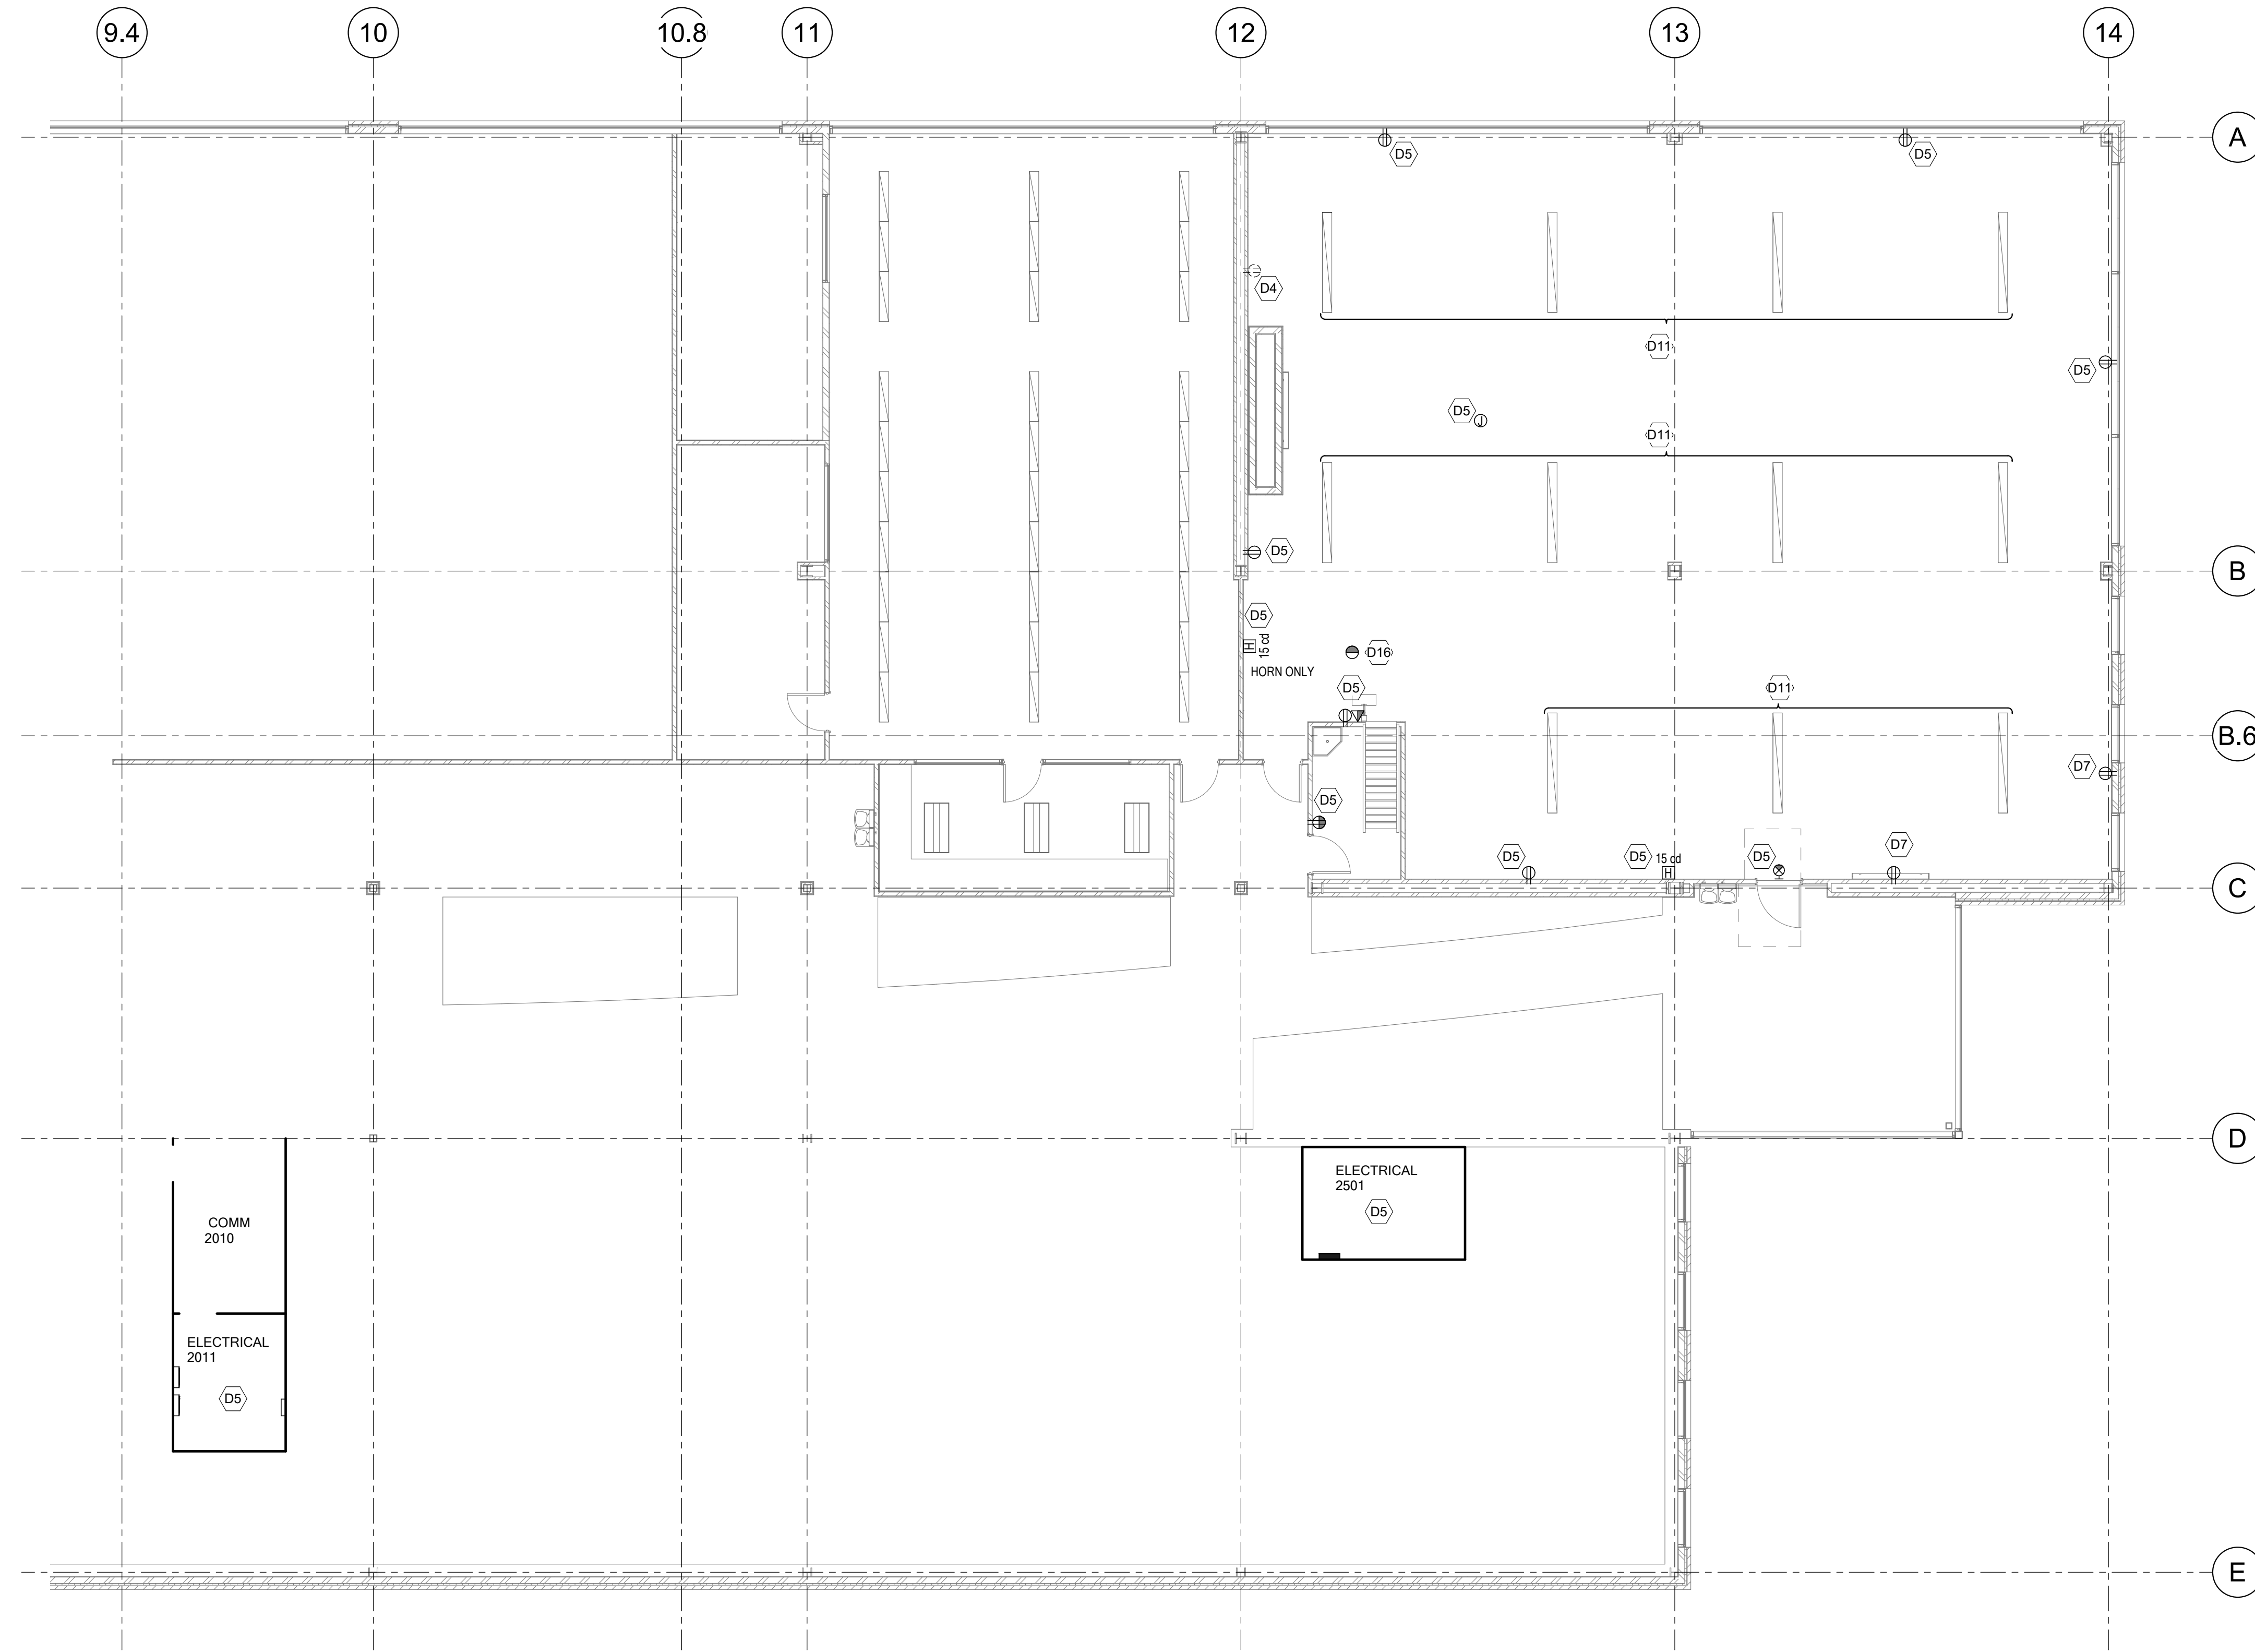 9.4
10
10.8
11
12
13
14
A
D5
D5
D4
D11
D5
D5
J
D11
D5
B
D5
H
15 cd
HORN ONLY
D16
D5
D11
B.6
D7
D5
D5
D5
15 cd
H
D5
D7
C
D
ELECTRICAL
2501
D5
COMM
2010
ELECTRICAL
2011
D5
E